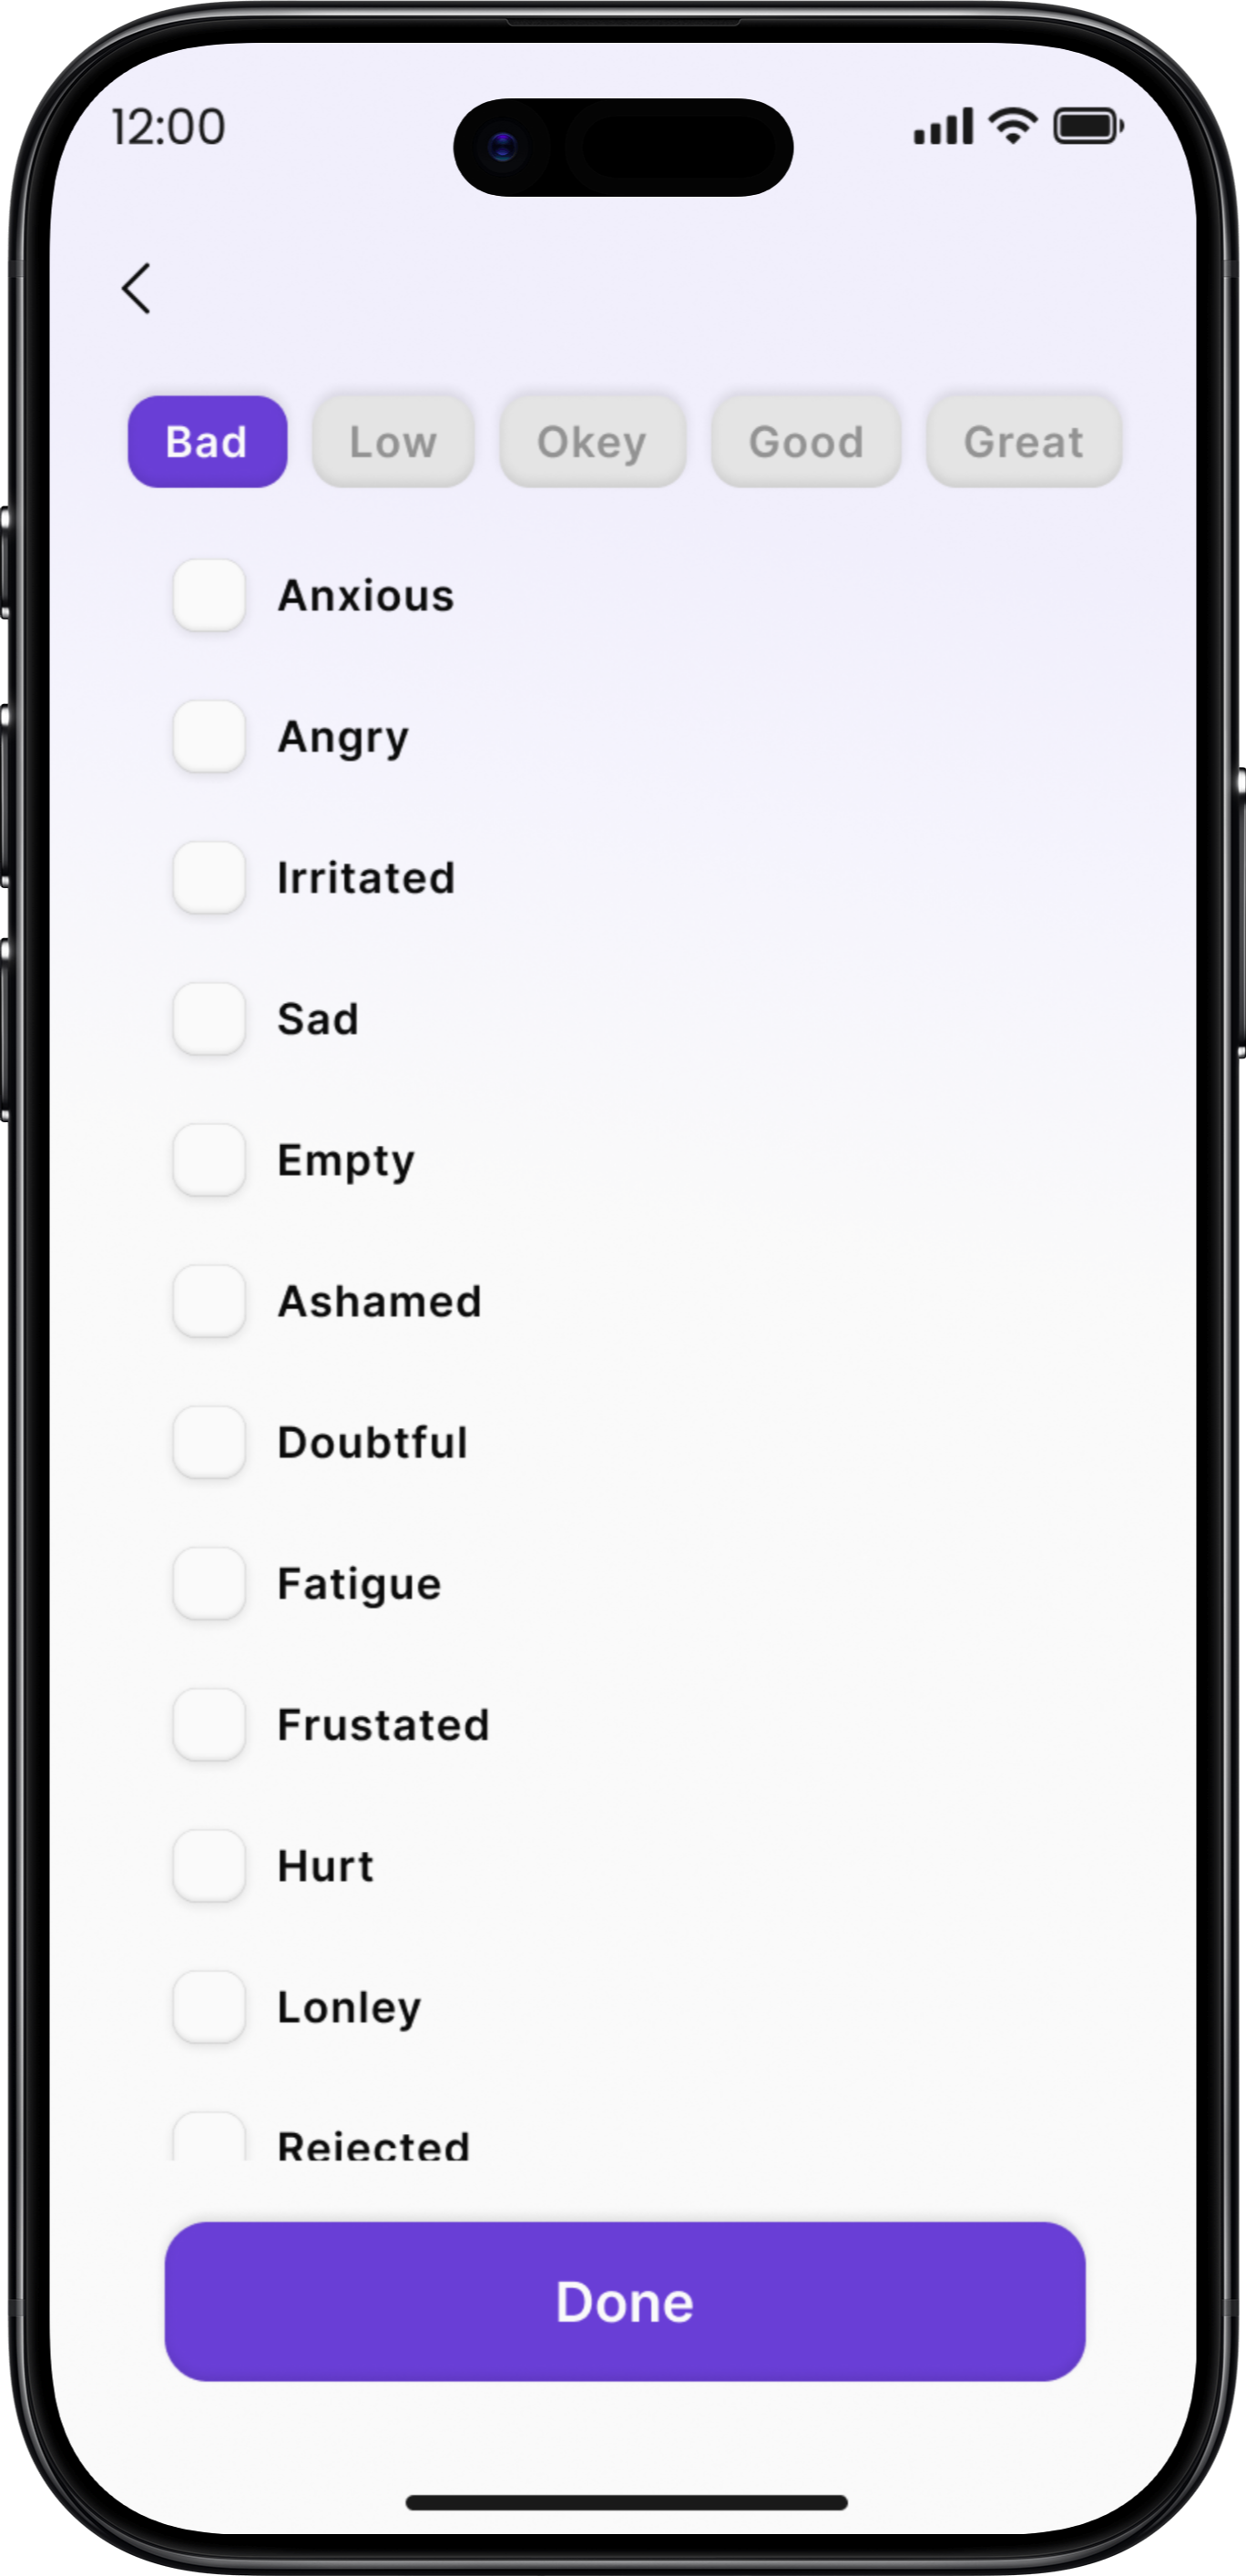 12:00
Bad Low Okey Good Great
Anxious
Angry
Irritated
Sad
Empty
Ashamed
Doubtful
Fatigue
Frustated
Hurt
Lonley
Rejected
Done